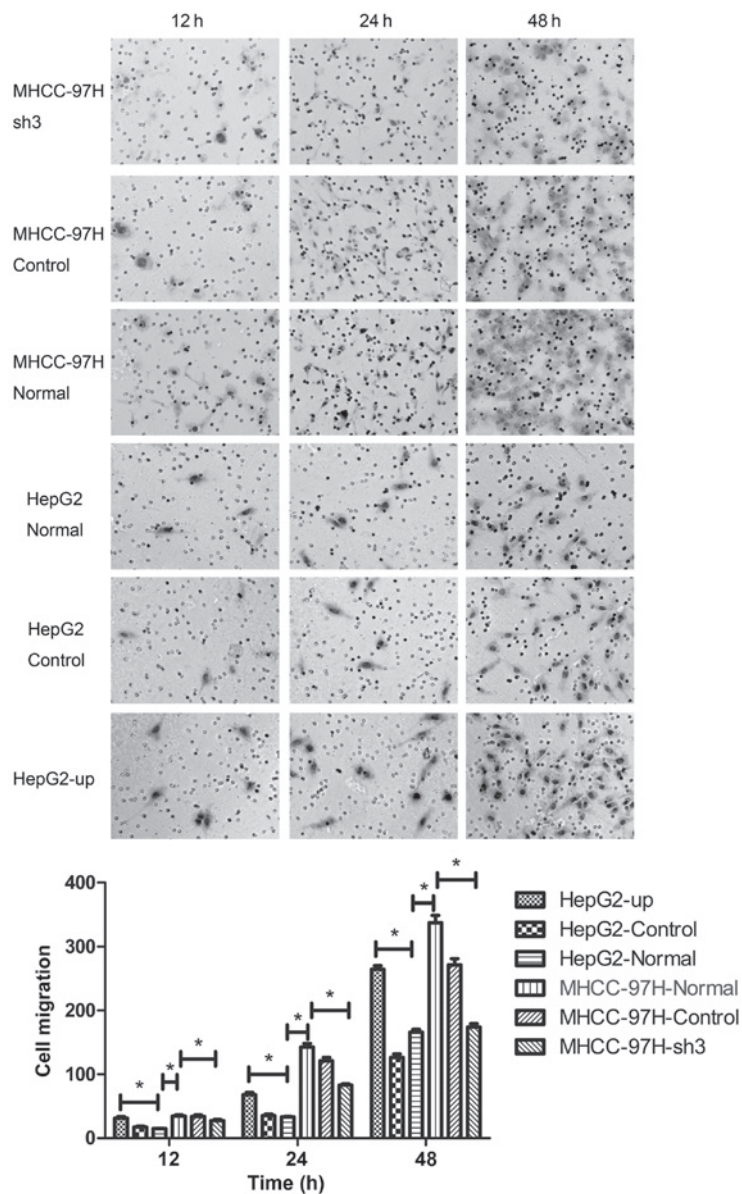 12 h 24 h 48 h
MHCC-97H
sh3
MHCC-97H
Control
MHCC-97H
Normal
HepG2
Normal
HepG2
Control
HepG2-up
Cell migration
400
300
200
100
0
* * * * * * * * *
12 24 48
Time (h)
HepG2-up
HepG2-Control
HepG2-Normal
MHCC-97H-Normal
MHCC-97H-Control
MHCC-97H-sh3